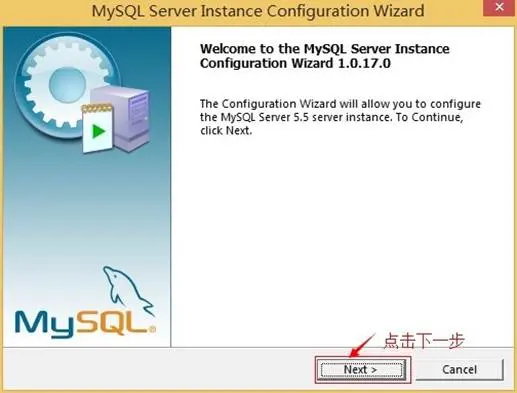 MySQL Server Instance Configuration Wizard
Welcome to the MySQL Server Instance
Configuration Wizard 1.0.17.0
The Configuration Wizard will allow you to configure
the MySQL Server 5.5 server instance. To Continue,
click Next.
MySQL®
点击下一步
Next >
Cancel